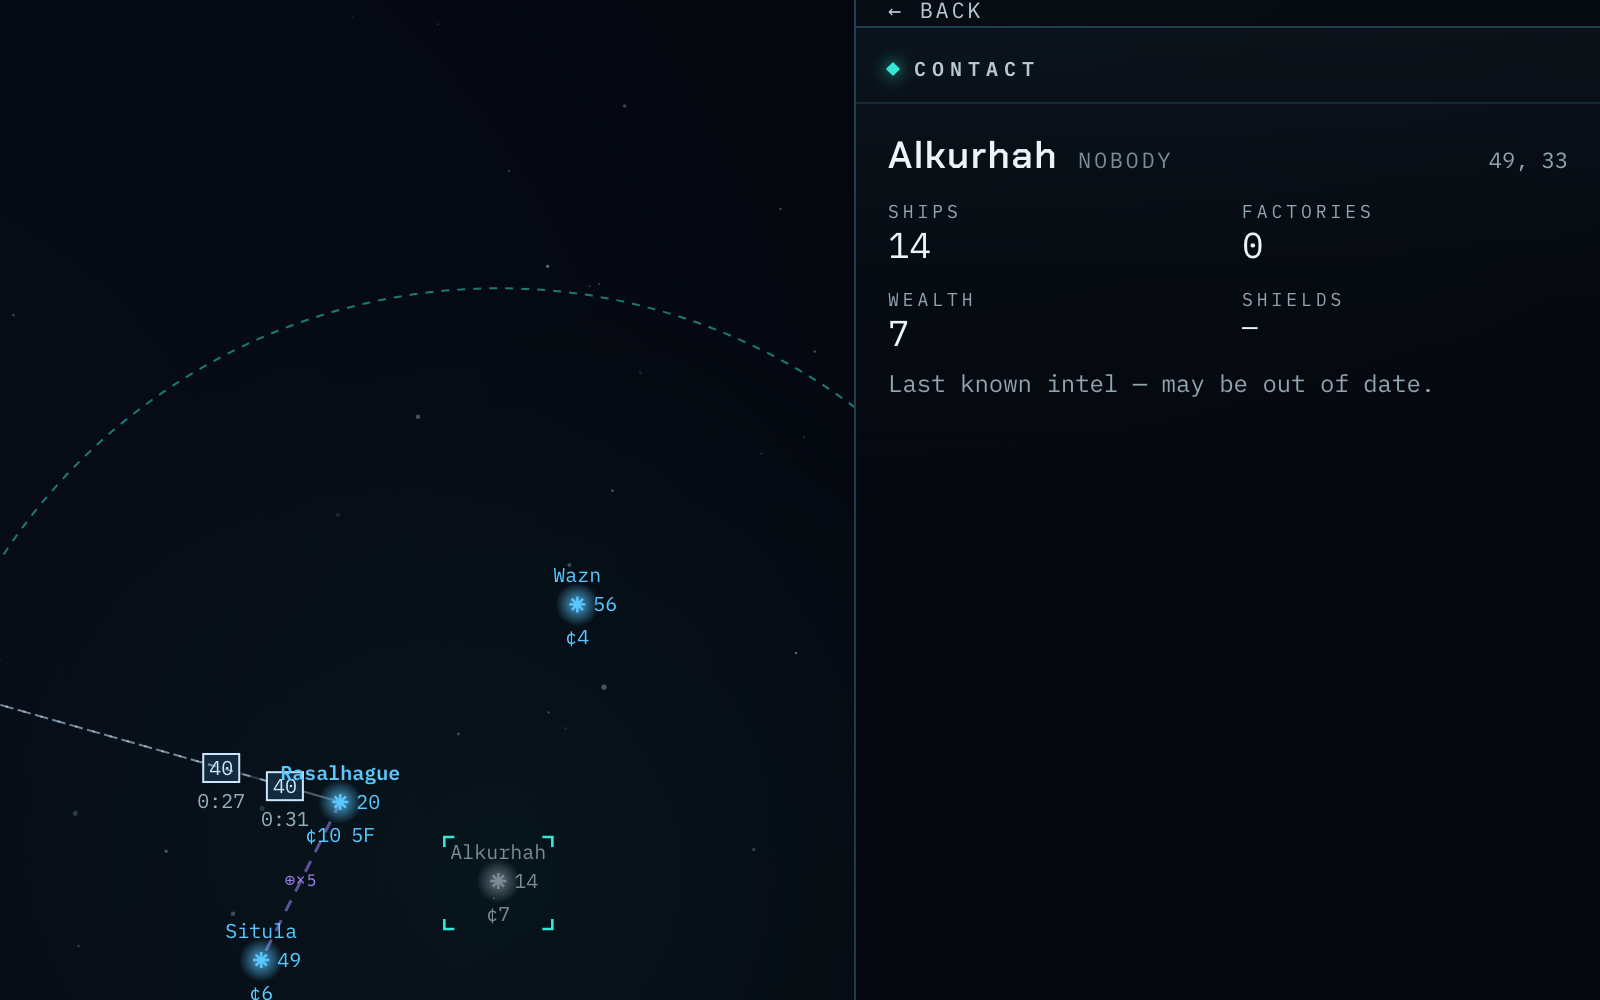 ← BACK
CONTACT
Alkurhah NOBODY 49, 33
SHIPS FACTORIES
14 0
WEALTH SHIELDS
7 —
Last known intel — may be out of date.
Wazn
56
¢4
40
0:27
40
0:31
Rasalhague
20
¢10 5F
⊕×5
Alkurhah
14
¢7
Situla
49
¢6